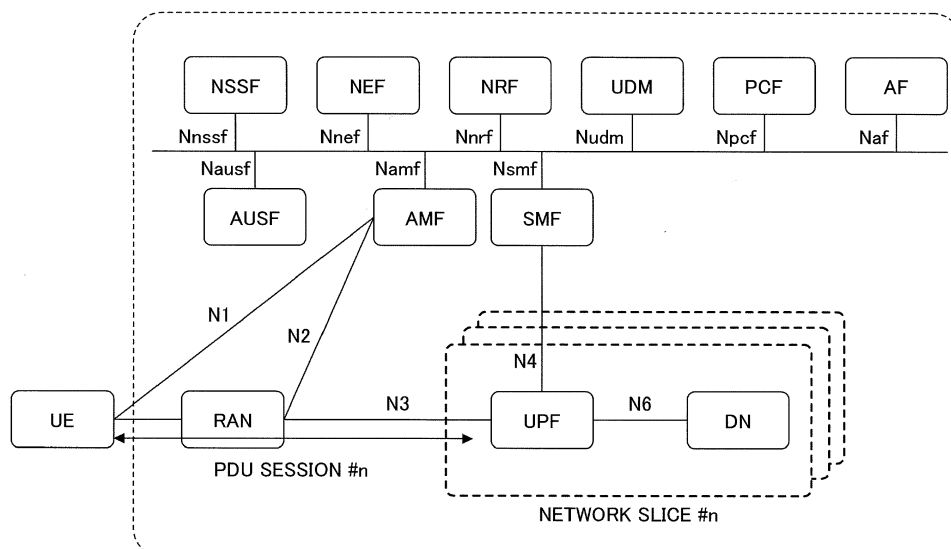 NSSF NEF NRF UDM PCF AF
Nnssf Nnef Nnrf Nudm Npcf Naf
Nausf Namf Nsmf
AUSF AMF SMF
N1
N2
N4
UE RAN N3 UPF N6 DN
PDU SESSION #n
NETWORK SLICE #n